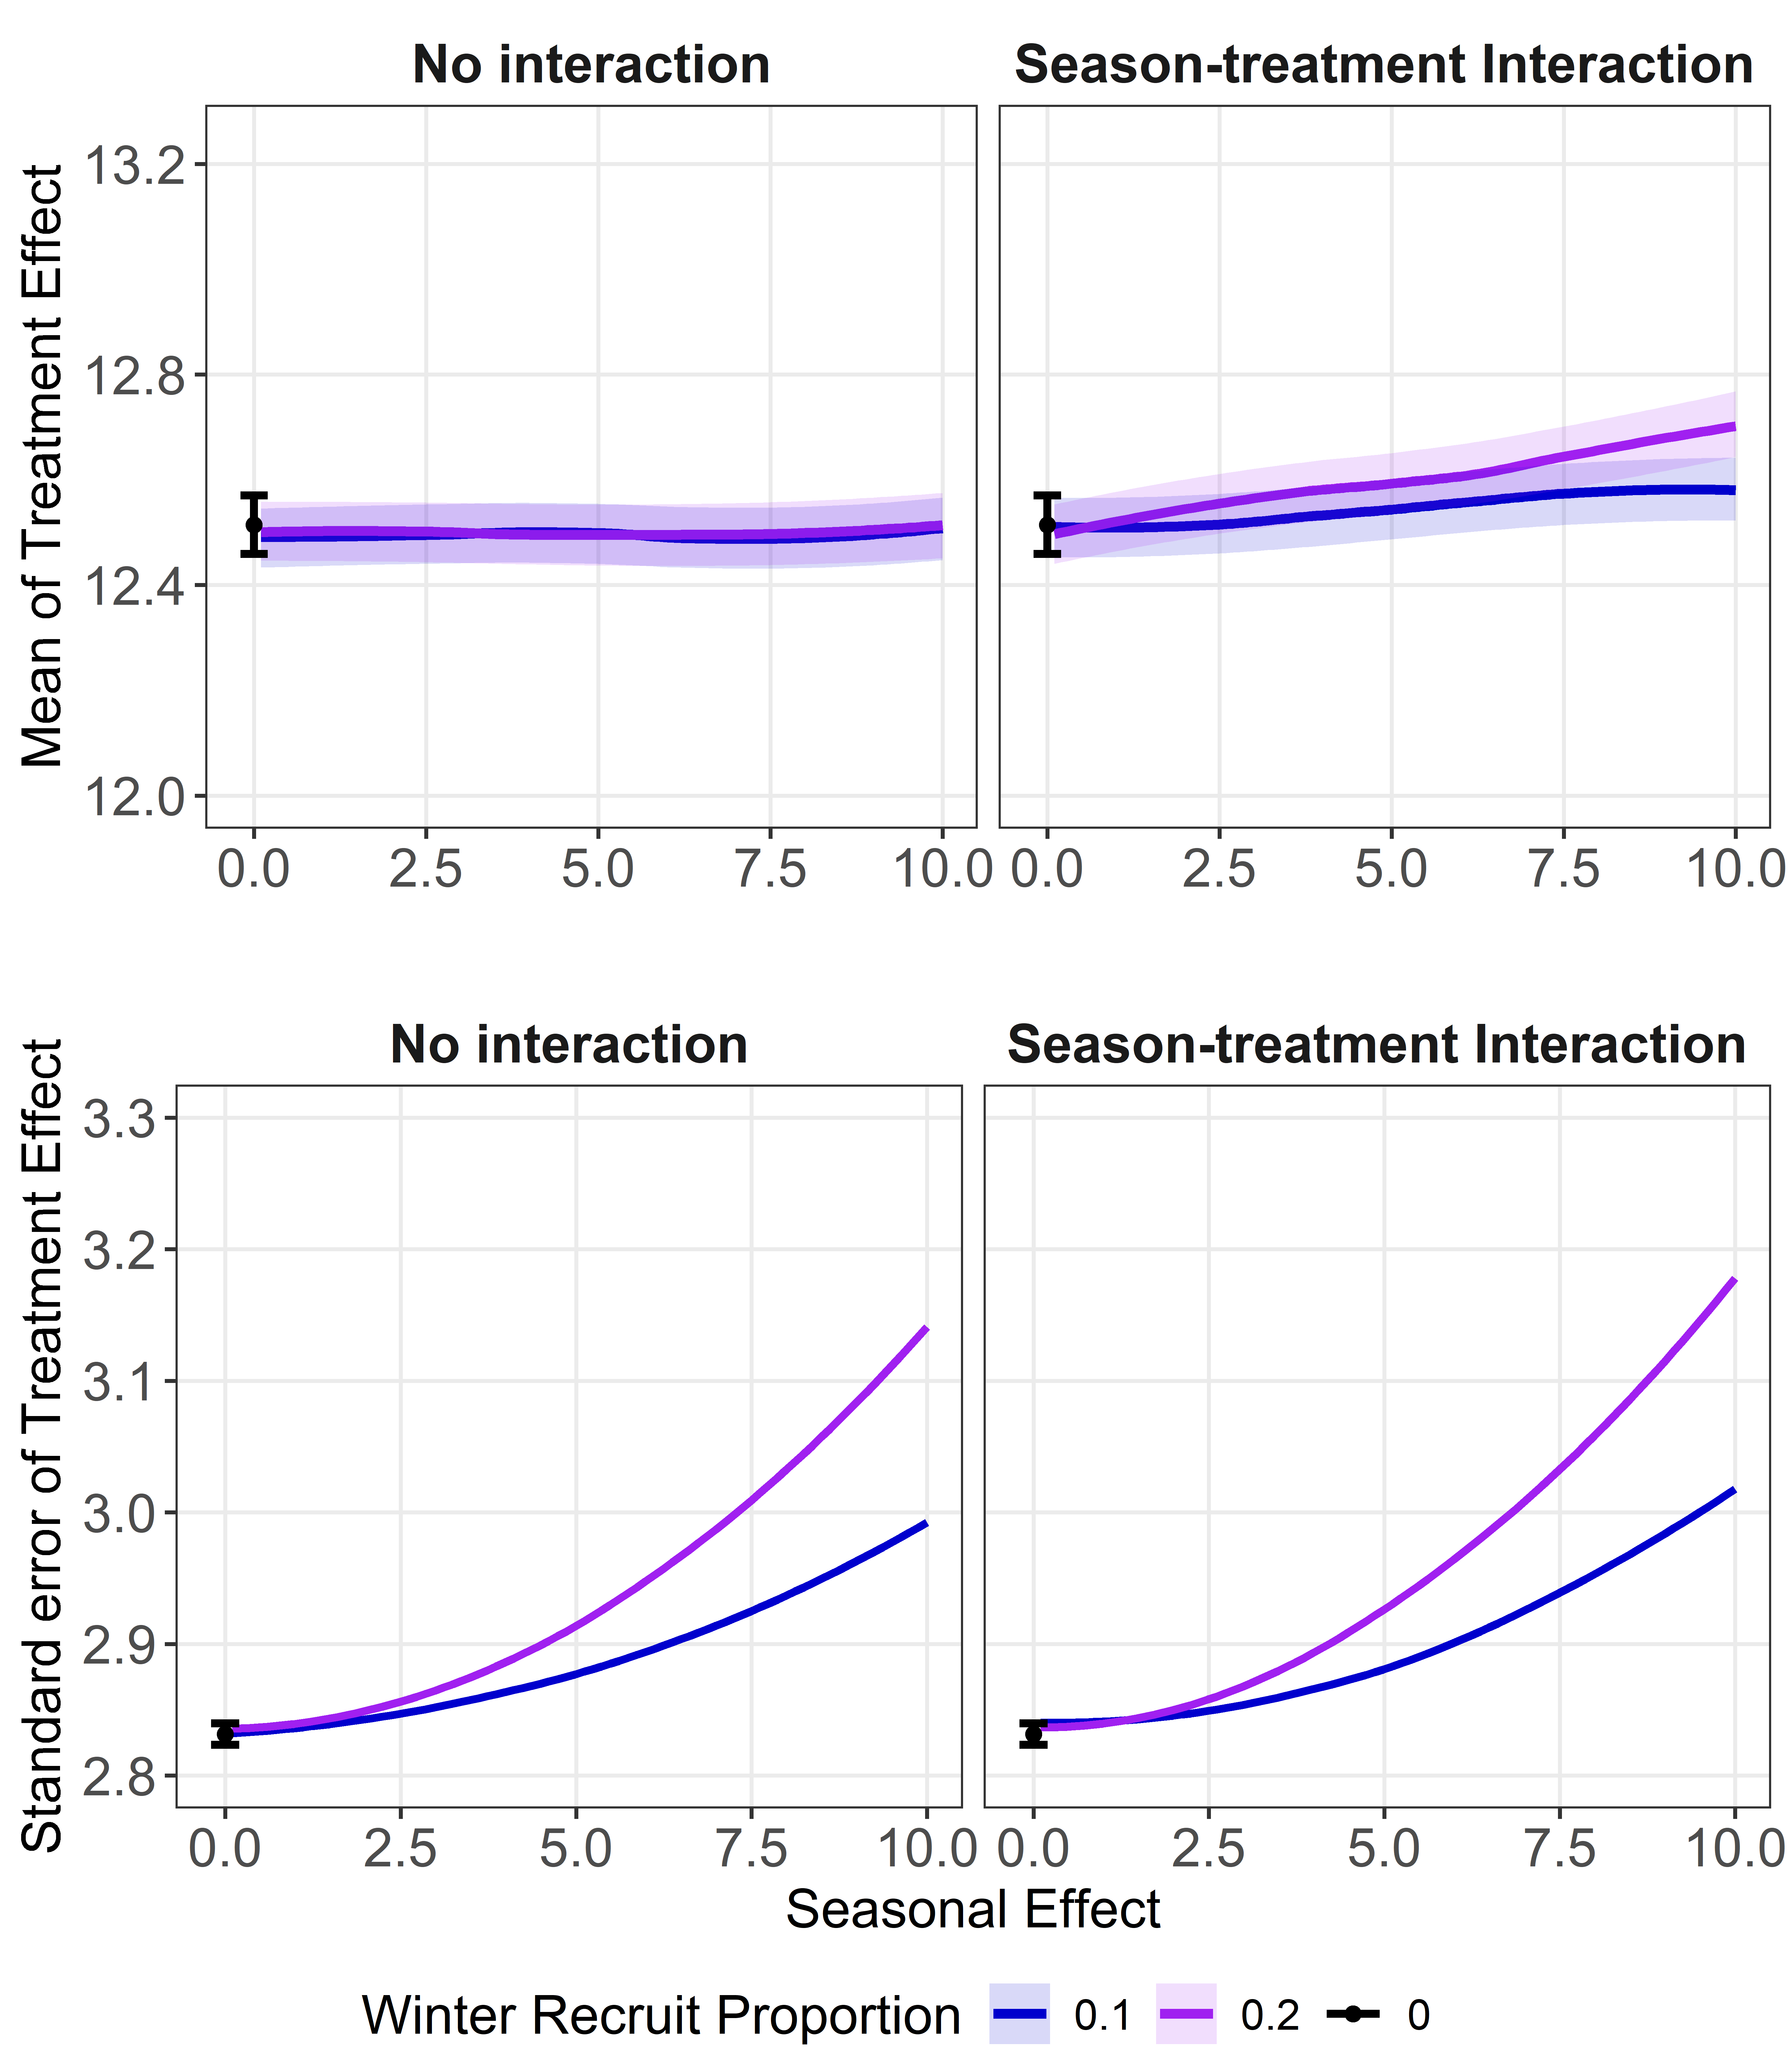 No interaction Season-treatment Interaction
Mean of Treatment Effect
13.2
12.8
12.4
12.0
0.0 2.5 5.0 7.5 10.0 0.0 2.5 5.0 7.5 10.0
No interaction Season-treatment Interaction
Standard error of Treatment Effect
3.3
3.2
3.1
3.0
2.9
2.8
0.0 2.5 5.0 7.5 10.0 0.0 2.5 5.0 7.5 10.0
Seasonal Effect
Winter Recruit Proportion 0.1 0.2 0